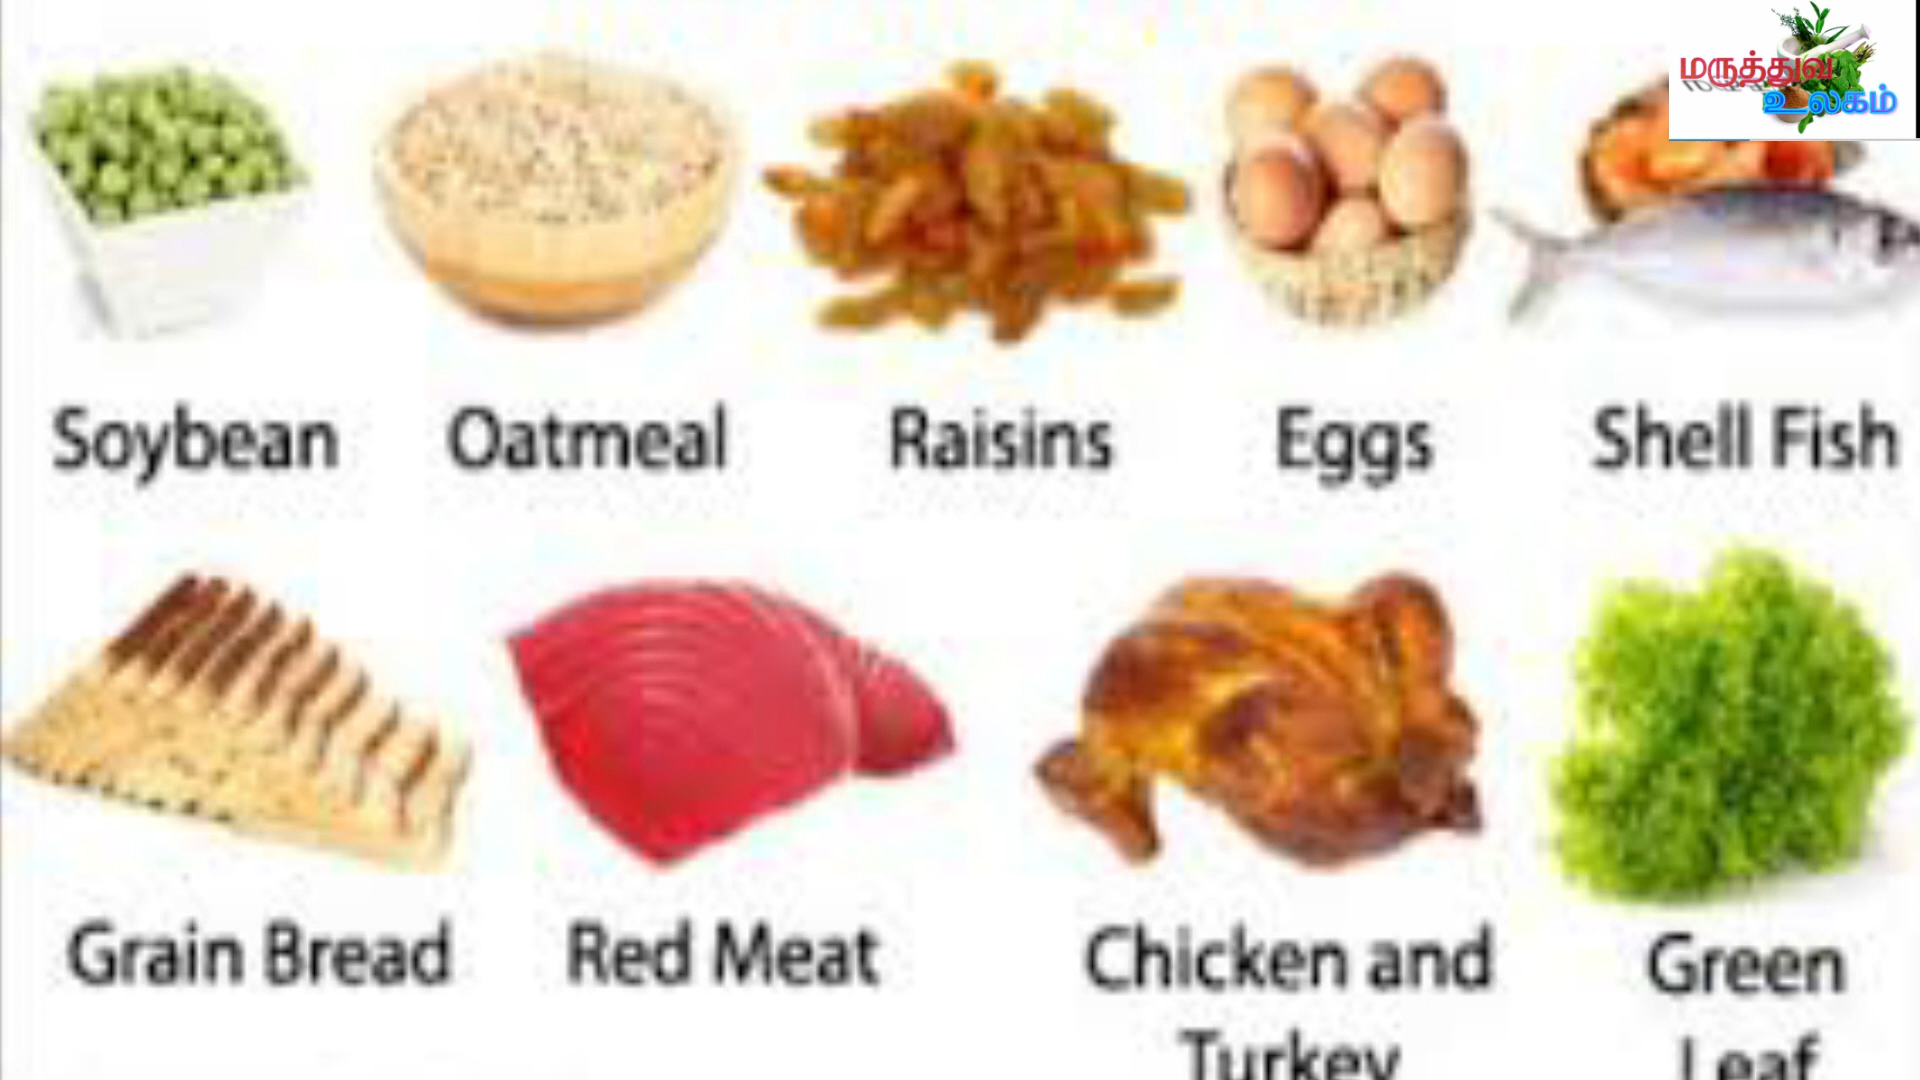 மருத்துவ
உலகம்
Soybean
Oatmeal
Raisins
Eggs
Shell Fish
Grain Bread
Red Meat
Chicken and
Turkey
Green
Leaf